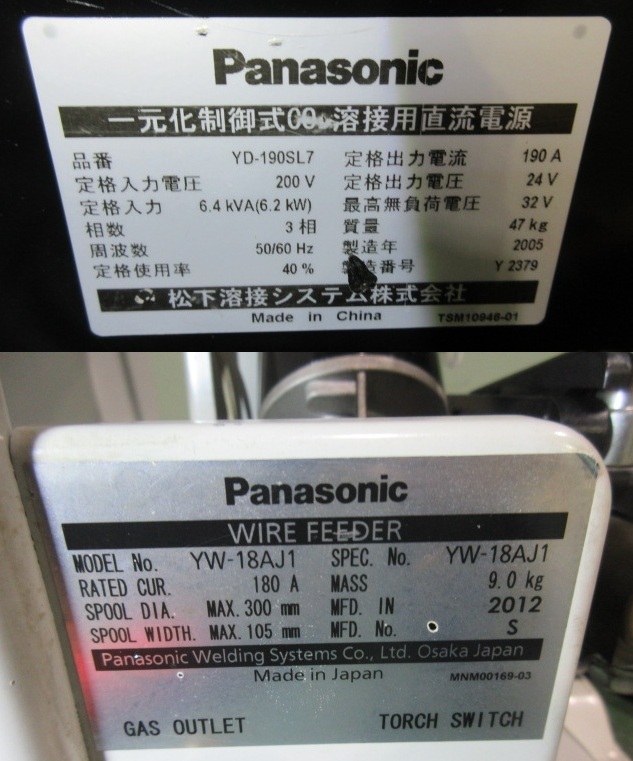 Panasonic
一元化制御式CO₂溶接用直流電源
品番 YD-190SL7 定格出力電流 190 A
定格入力電圧 200 V 定格出力電圧 24 V
定格入力 6.4 kVA(6.2 kW) 最高無負荷電圧 32 V
相数 3 相 質量 47 kg
周波数 50/60 Hz 製造年 2005
定格使用率 40 % 番号 Y 2379
松下溶接システム株式会社
Made in China TSM10946-01
Panasonic
WIRE FEEDER
MODEL No. YW-18AJ1 SPEC. No. YW-18AJ1
RATED CUR. 180 A MASS 9.0 kg
SPOOL DIA. MAX. 300 mm MFD. IN 2012
SPOOL WIDTH. MAX. 105 mm MFD. No. S
Panasonic Welding Systems Co., Ltd. Osaka Japan
Made in Japan MNM00169-03
GAS OUTLET TORCH SWITCH